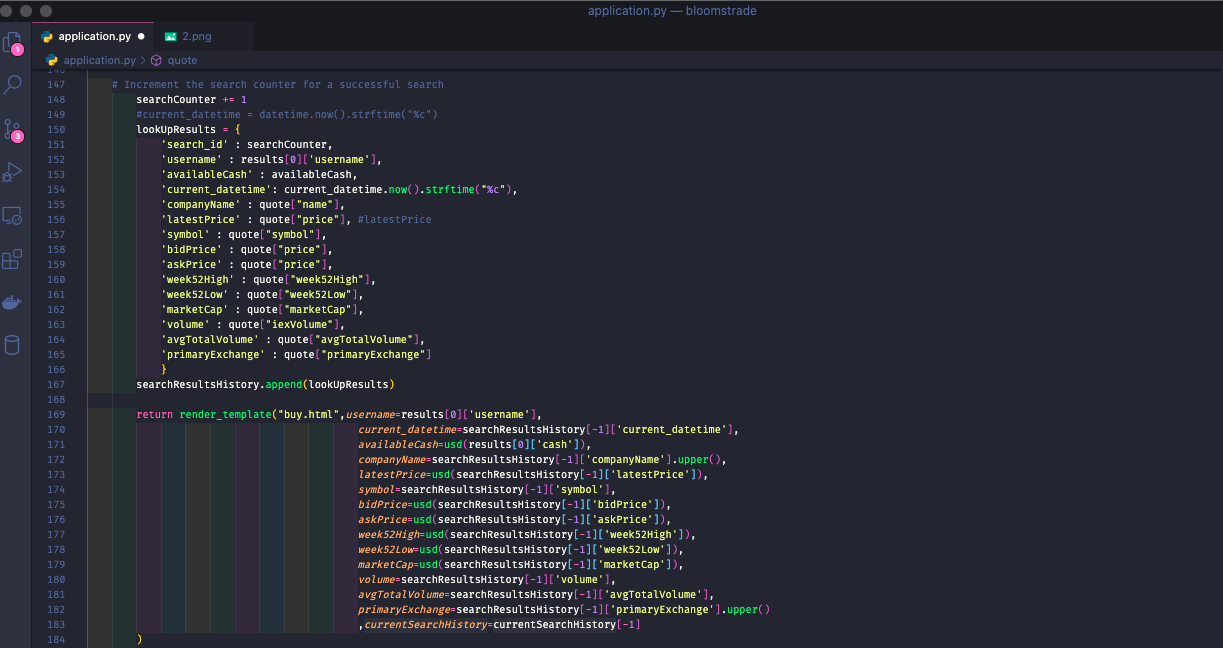 application.py — bloomstrade
application.py
2.png
1
application.py > quote
146
147 # Increment the search counter for a successful search
148 searchCounter += 1
149 #current_datetime = datetime.now().strftime("%c")
150 lookUpResults = {
151 'search_id' : searchCounter,
152 'username' : results[0]['username'],
153 'availableCash' : availableCash,
154 'current_datetime': current_datetime.now().strftime("%c"),
155 'companyName' : quote["name"],
156 'latestPrice' : quote["price"], #latestPrice
157 'symbol' : quote["symbol"],
158 'bidPrice' : quote["price"],
159 'askPrice' : quote["price"],
160 'week52High' : quote["week52High"],
161 'week52Low' : quote["week52Low"],
162 'marketCap' : quote["marketCap"],
163 'volume' : quote["iexVolume"],
164 'avgTotalVolume' : quote["avgTotalVolume"],
165 'primaryExchange' : quote["primaryExchange"]
166 }
167 searchResultsHistory.append(lookUpResults)
168
169 return render_template("buy.html",username=results[0]['username'],
170 current_datetime=searchResultsHistory[-1]['current_datetime'],
171 availableCash=usd(results[0]['cash']),
172 companyName=searchResultsHistory[-1]['companyName'].upper(),
173 latestPrice=usd(searchResultsHistory[-1]['latestPrice']),
174 symbol=searchResultsHistory[-1]['symbol'],
175 bidPrice=usd(searchResultsHistory[-1]['bidPrice']),
176 askPrice=usd(searchResultsHistory[-1]['askPrice']),
177 week52High=usd(searchResultsHistory[-1]['week52High']),
178 week52Low=usd(searchResultsHistory[-1]['week52Low']),
179 marketCap=usd(searchResultsHistory[-1]['marketCap']),
180 volume=searchResultsHistory[-1]['volume'],
181 avgTotalVolume=searchResultsHistory[-1]['avgTotalVolume'],
182 primaryExchange=searchResultsHistory[-1]['primaryExchange'].upper()
183 ,currentSearchHistory=currentSearchHistory[-1]
184 )
3